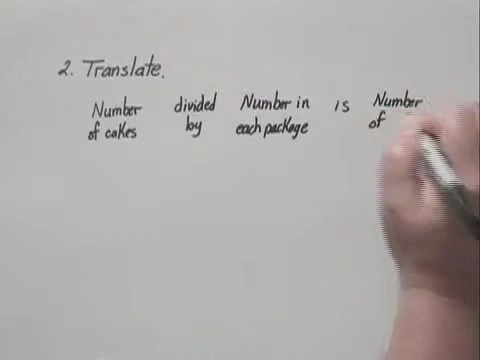 2. Translate.
Number divided Number in is Number
of cakes by each package of